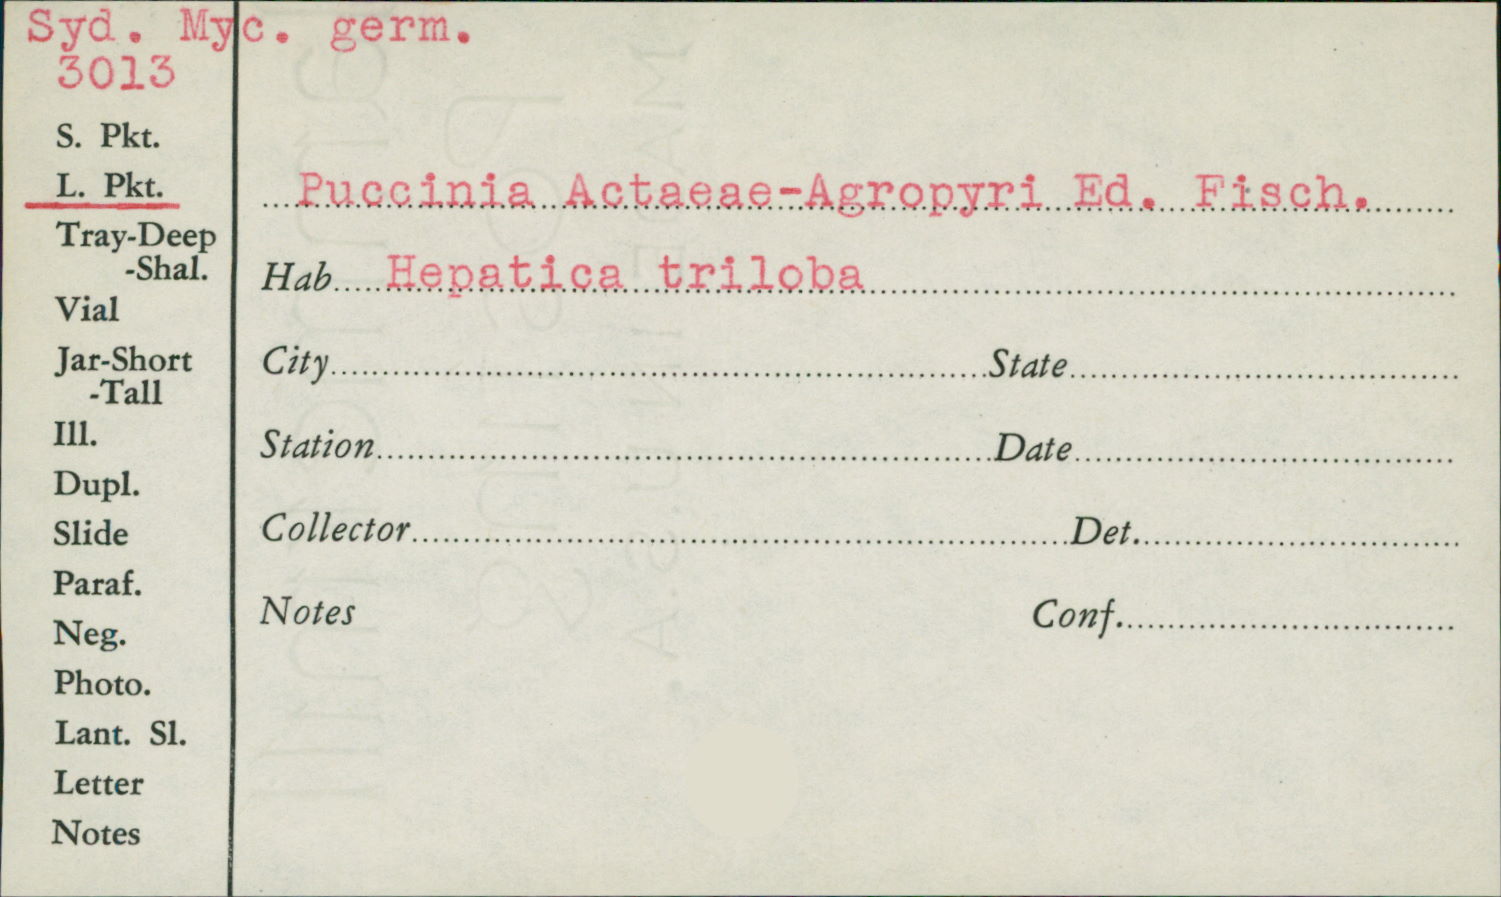 Syd. Myc. germ.
3013
S. Pkt.
L. Pkt.
Tray-Deep
-Shal.
Vial
Jar-Short
-Tall
Ill.
Dupl.
Slide
Paraf.
Neg.
Photo.
Lant. Sl.
Letter
Notes
Puccinia Actaeae-Agropyri Ed. Fisch.
Hab Hepatica triloba
City State
Station Date
Collector Det.
Notes Conf.